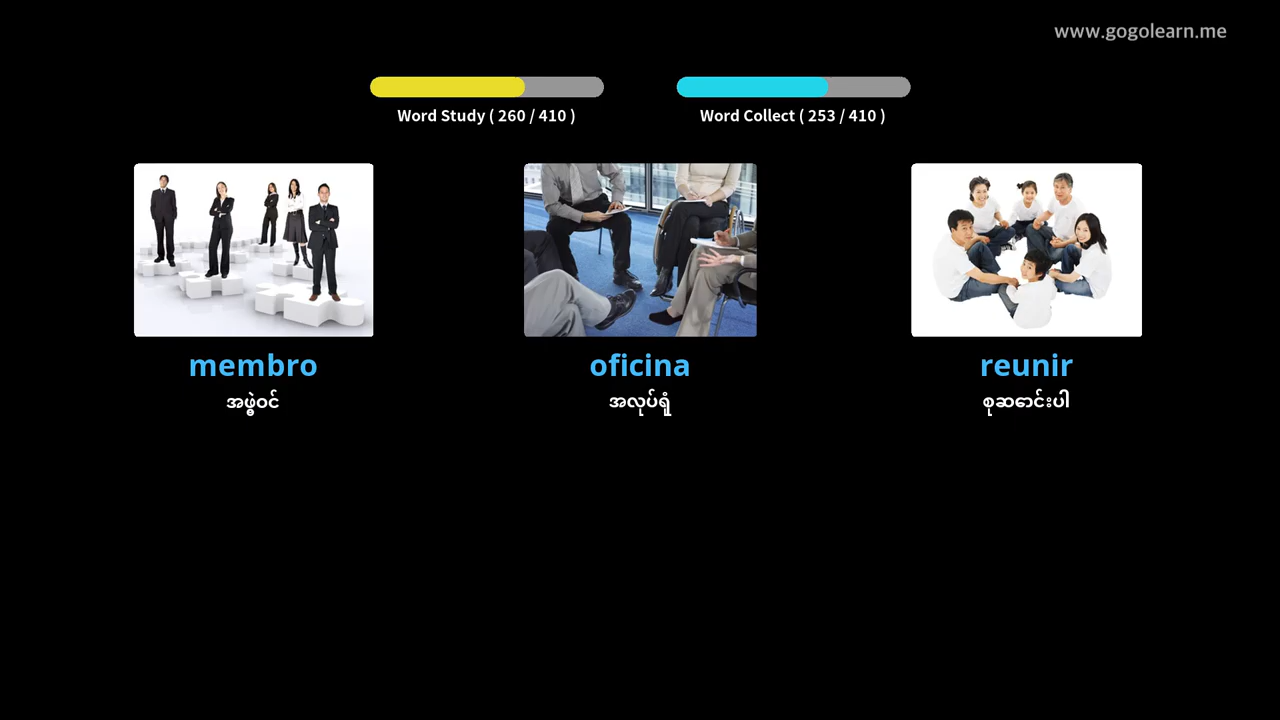 www.gogolearn.me
Word Study ( 260 / 410 )
Word Collect ( 253 / 410 )
membro
oficina
reunir
အဖွဲ့ဝင်
အလုပ်ရုံ
စုဆောင်းပါ